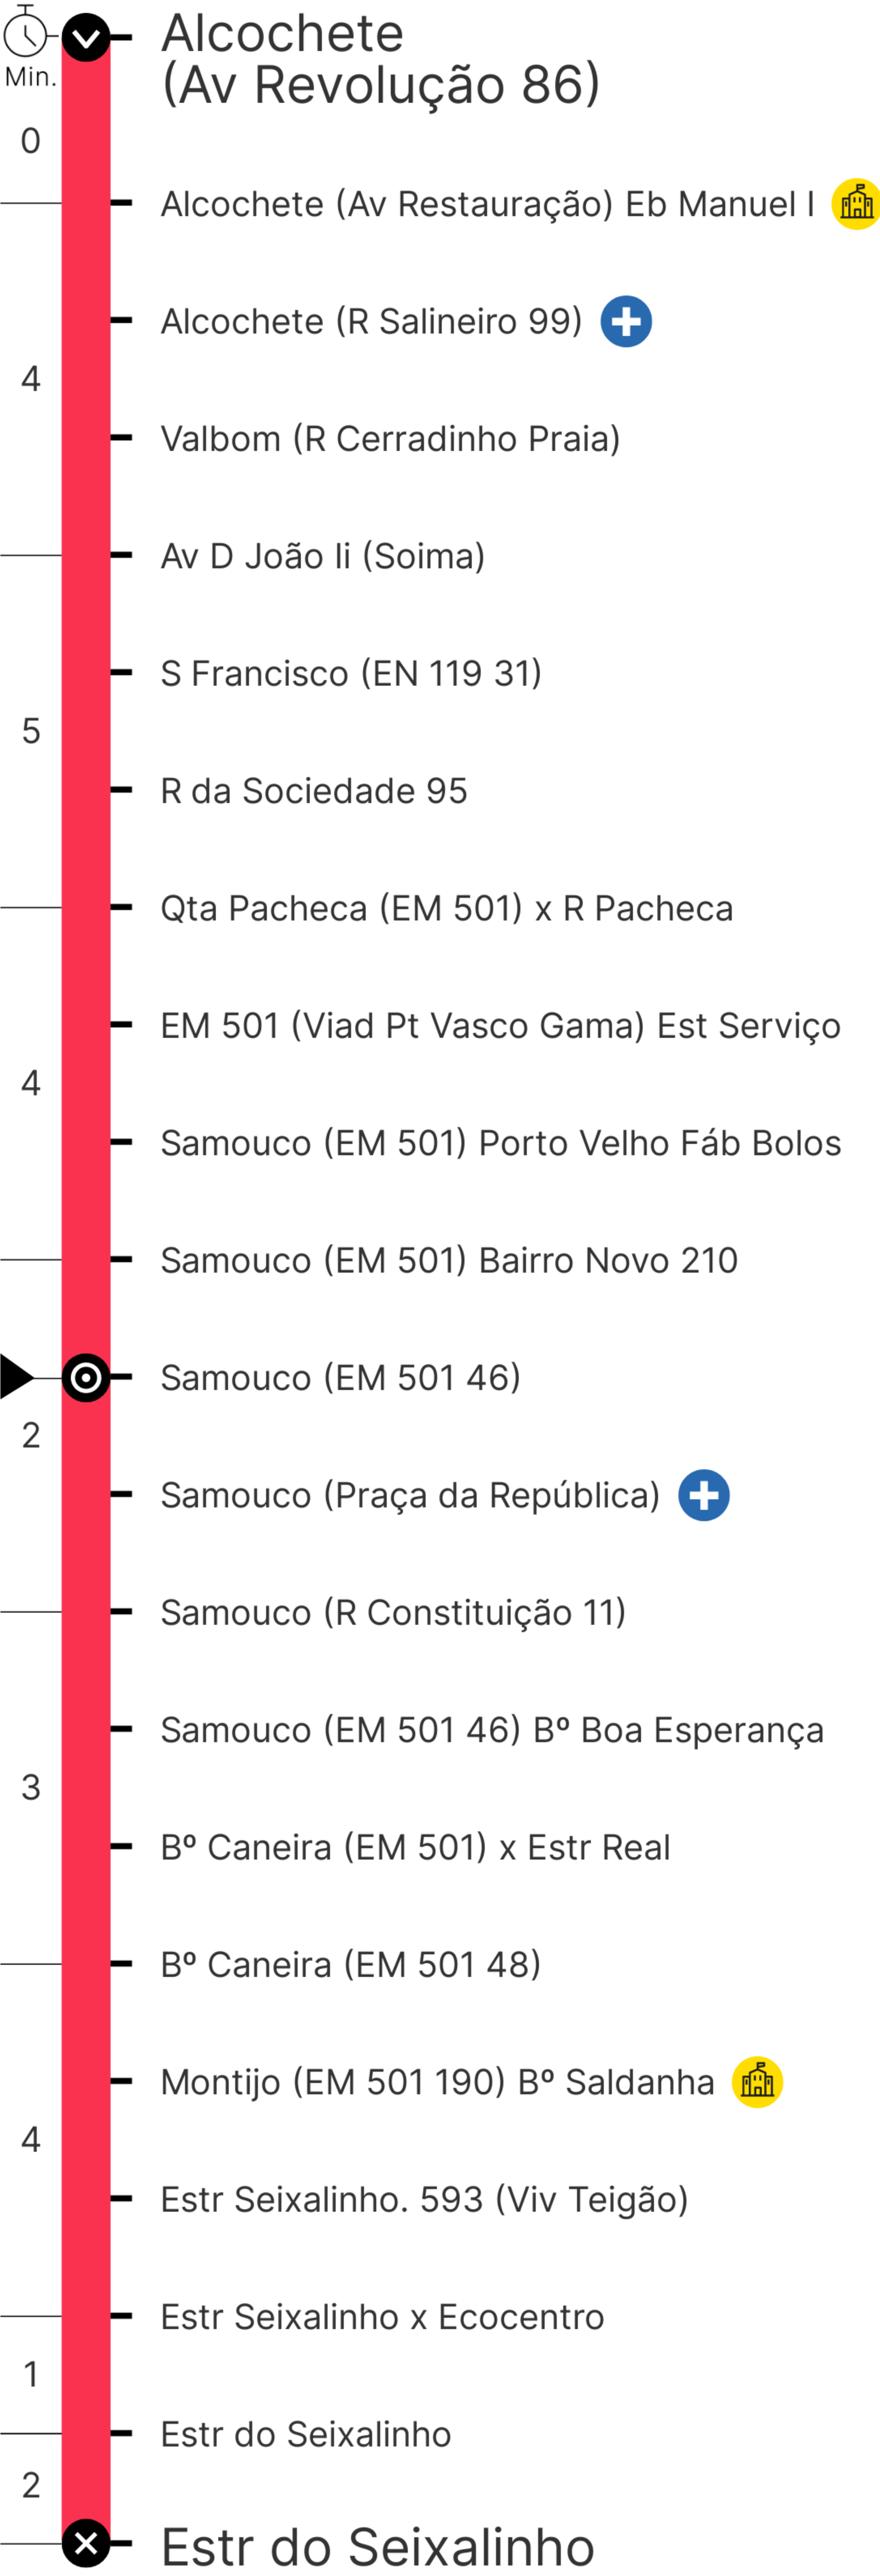 Min.
Alcochete
(Av Revolução 86)
0
Alcochete (Av Restauração) Eb Manuel I
Alcochete (R Salineiro 99)
4
Valbom (R Cerradinho Praia)
Av D João Ii (Soima)
S Francisco (EN 119 31)
5
R da Sociedade 95
Qta Pacheca (EM 501) x R Pacheca
EM 501 (Viad Pt Vasco Gama) Est Serviço
4
Samouco (EM 501) Porto Velho Fáb Bolos
Samouco (EM 501) Bairro Novo 210
Samouco (EM 501 46)
2
Samouco (Praça da República)
Samouco (R Constituição 11)
Samouco (EM 501 46) Bº Boa Esperança
3
Bº Caneira (EM 501) x Estr Real
Bº Caneira (EM 501 48)
Montijo (EM 501 190) Bº Saldanha
4
Estr Seixalinho. 593 (Viv Teigão)
Estr Seixalinho x Ecocentro
1
Estr do Seixalinho
2
Estr do Seixalinho